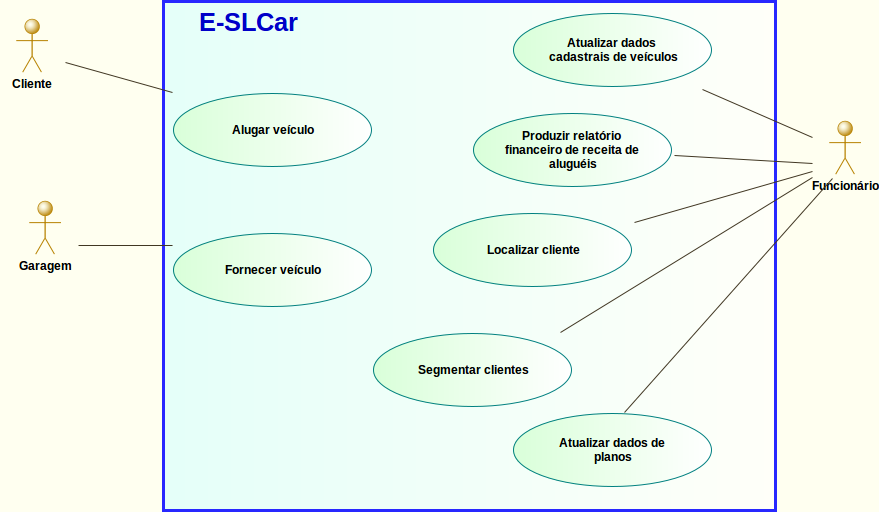 E-SLCar
Cliente
Alugar veículo
Garagem
Fornecer veículo
Atualizar dados
cadastrais de veículos
Produzir relatório
financeiro de receita de
aluguéis
Localizar cliente
Segmentar clientes
Atualizar dados de
planos
Funcionário